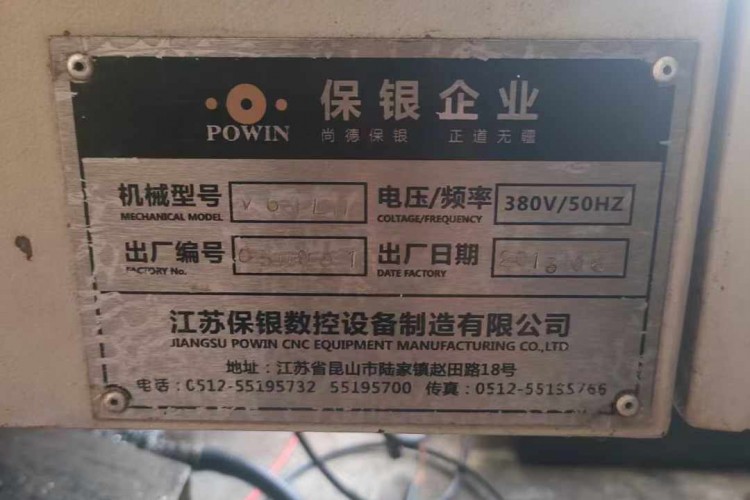 保银企业
POWIN
尚德保银 正道无疆
机械型号 电压/频率 380V/50HZ
MECHANICAL MODEL COLTAGE/FREQUENCY
出厂编号 出厂日期
FACTORY No. DATE FACTORY
江苏保银数控设备制造有限公司
JIANGSU POWIN CNC EQUIPMENT MANUFACTURING CO.,LTD
地址：江苏省昆山市陆家镇赵田路18号
电话：0512-55195732 55195700 传真：0512-55195766